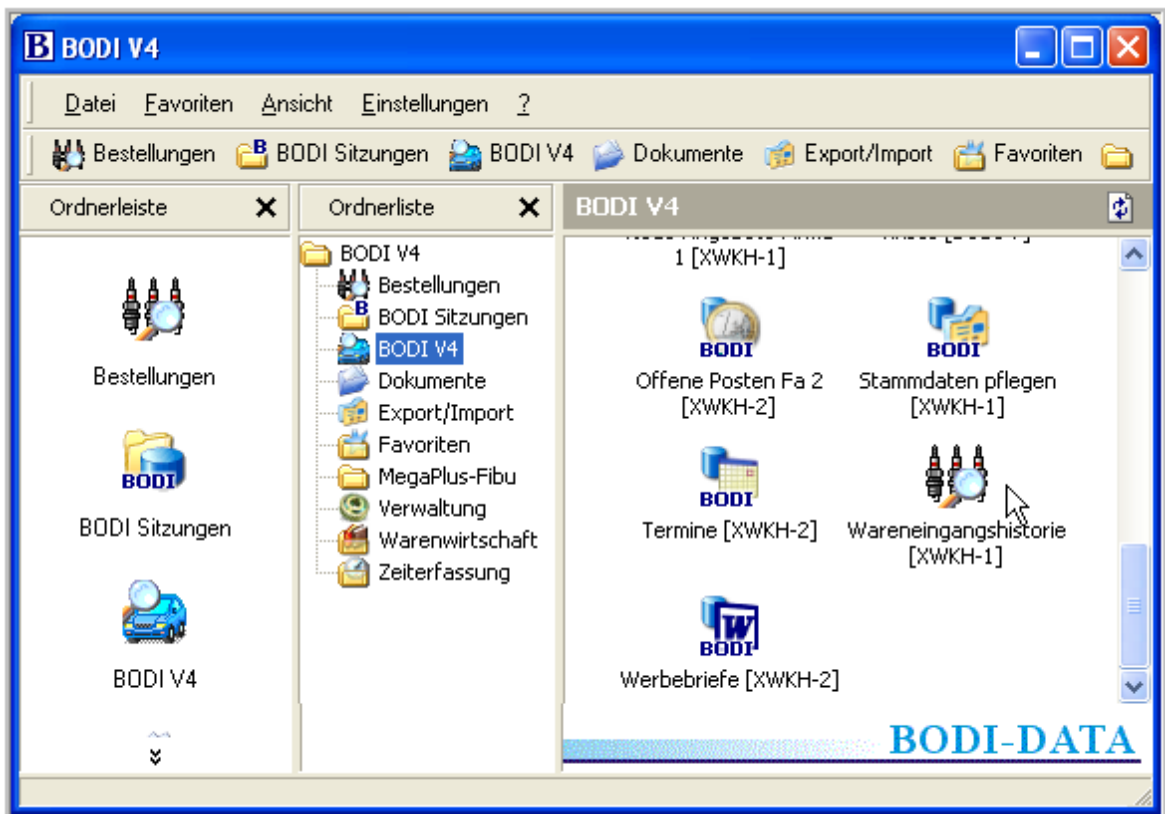 B BODI V4
Datei Favoriten Ansicht Einstellungen ?
Bestellungen BODI Sitzungen BODI V4 Dokumente Export/Import Favoriten
Ordnerleiste
Bestellungen
BODI
BODI Sitzungen
BODI V4
Ordnerliste
BODI V4
Bestellungen
BODI Sitzungen
BODI V4
Dokumente
Export/Import
Favoriten
MegaPlus-Fibu
Verwaltung
Warenwirtschaft
Zeiterfassung
BODI V4
1 [XWKH-1]
BODI
Offene Posten Fa 2
[XWKH-2]
BODI
Stammdaten pflegen
[XWKH-1]
BODI
Termine [XWKH-2]
Wareneingangshistorie
[XWKH-1]
W
BODI
Werbebriefe [XWKH-2]
BODI-DATA